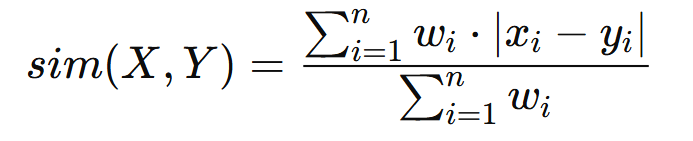 sim(X, Y) = \frac{\sum_{i=1}^{n} w_i \cdot |x_i - y_i|}{\sum_{i=1}^{n} w_i}